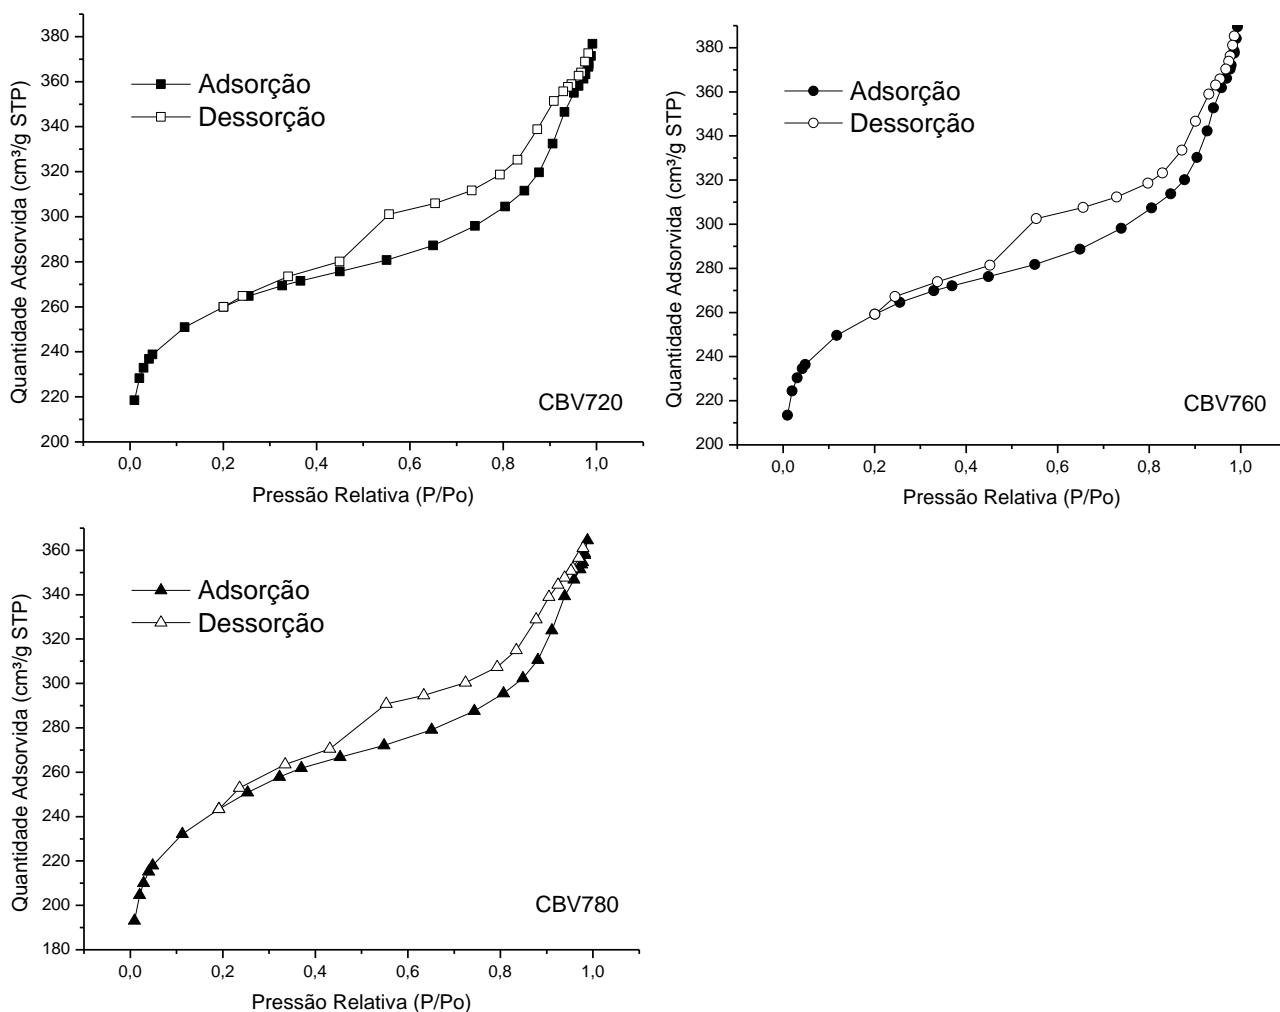 380
360
340
320
300
280
260
240
220
200
Quantidade Adsorvida (cm³/g STP)
Adsorção
Dessorção
CBV720
0,0 0,2 0,4 0,6 0,8 1,0
Pressão Relativa (P/Po)
380
360
340
320
300
280
260
240
220
200
Quantidade Adsorvida (cm³/g STP)
Adsorção
Dessorção
CBV760
0,0 0,2 0,4 0,6 0,8 1,0
Pressão Relativa (P/Po)
360
340
320
300
280
260
240
220
200
180
Quantidade Adsorvida (cm³/g STP)
Adsorção
Dessorção
CBV780
0,0 0,2 0,4 0,6 0,8 1,0
Pressão Relativa (P/Po)